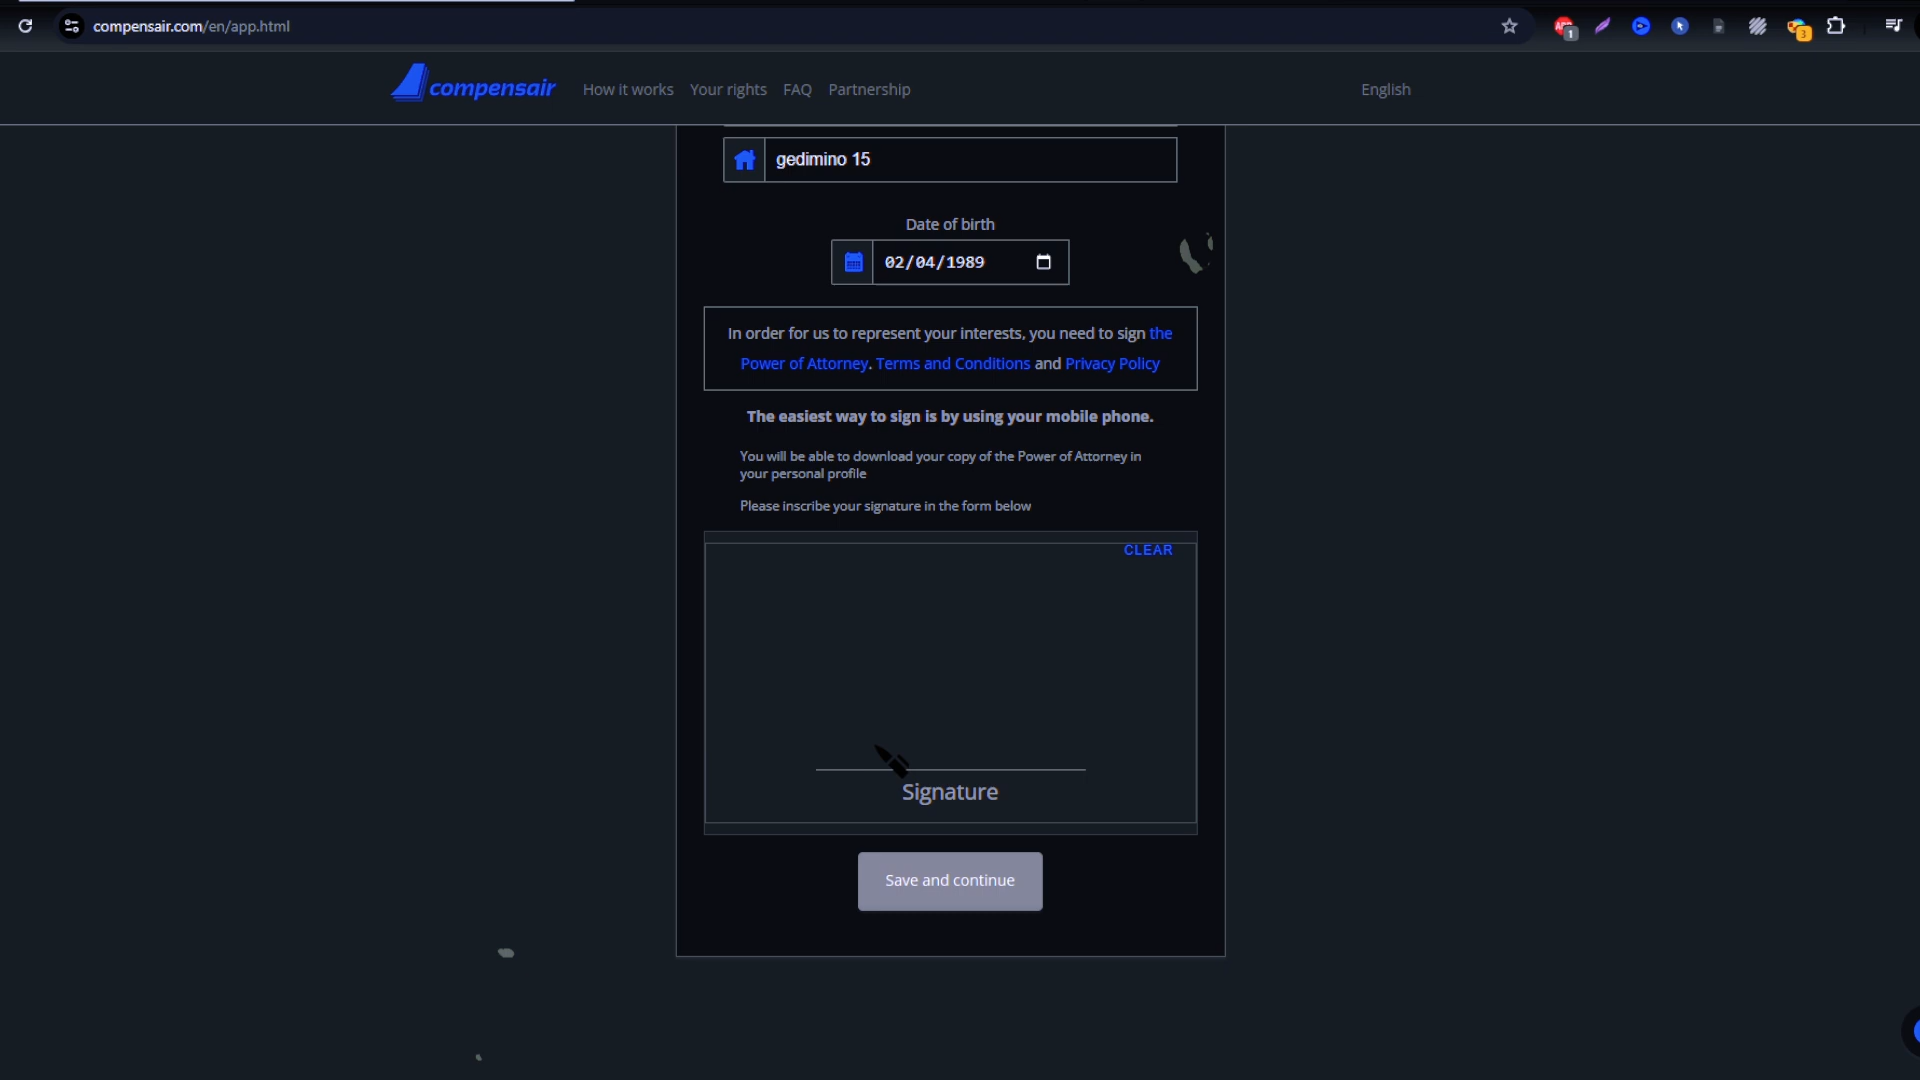 compensair.com/en/app.html
1
3
compensair
How it works
Your rights
FAQ
Partnership
English
gedimino 15
Date of birth
02/04/1989
In order for us to represent your interests, you need to sign the
Power of Attorney. Terms and Conditions and Privacy Policy
The easiest way to sign is by using your mobile phone.
You will be able to download your copy of the Power of Attorney in
your personal profile
Please inscribe your signature in the form below
CLEAR
Signature
Save and continue